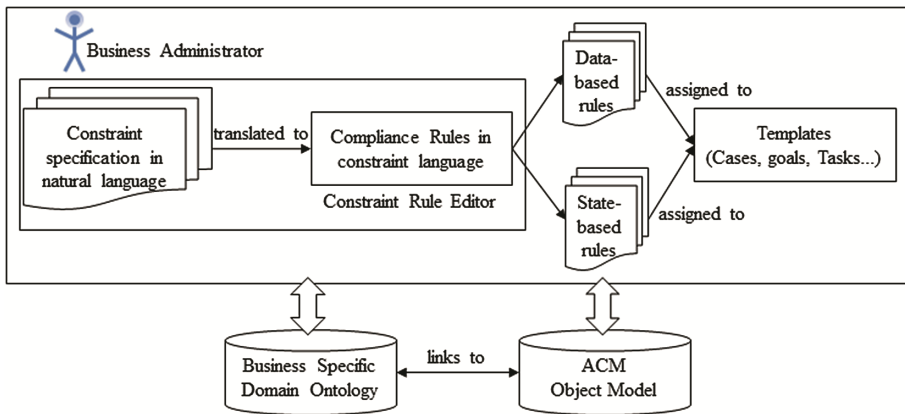 Business Administrator
Constraint
specification in
natural language
translated to
Compliance Rules in
constraint language
Constraint Rule Editor
Data-
based
rules
assigned to
State-
based
rules
assigned to
Templates
(Cases, goals, Tasks...)
Business Specific
Domain Ontology
links to
ACM
Object Model